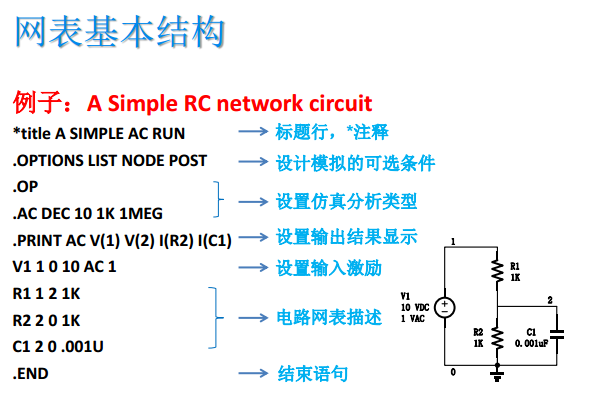 网表基本结构
例子：A Simple RC network circuit
*title A SIMPLE AC RUN 标题行，*注释
.OPTIONS LIST NODE POST 设计模拟的可选条件
.OP
设置仿真分析类型
.AC DEC 10 1K 1MEG
.PRINT AC V(1) V(2) I(R2) I(C1) 设置输出结果显示
V1 1 0 10 AC 1 设置输入激励
R1 1 2 1K
R2 2 0 1K 电路网表描述
C1 2 0 .001U
.END 结束语句
1
R1
1K
V1
10 VDC
1 VAC
2
R2
1K
C1
0.001uF
0